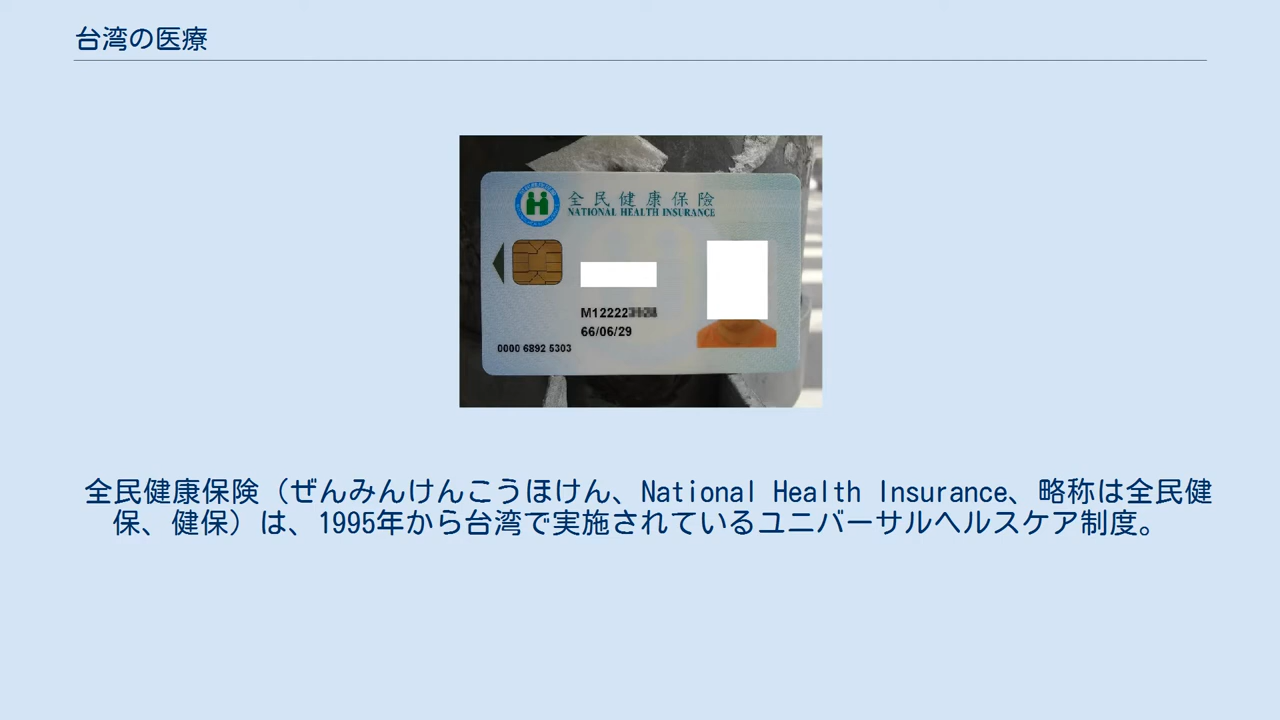 台湾の医療
全民健康保險
NATIONAL HEALTH INSURANCE
M12222
66/06/29
0000 6892 5303
全民健康保険（ぜんみんけんこうほけん、National Health Insurance、略称は全民健
保、健保）は、1995年から台湾で実施されているユニバーサルヘルスケア制度。